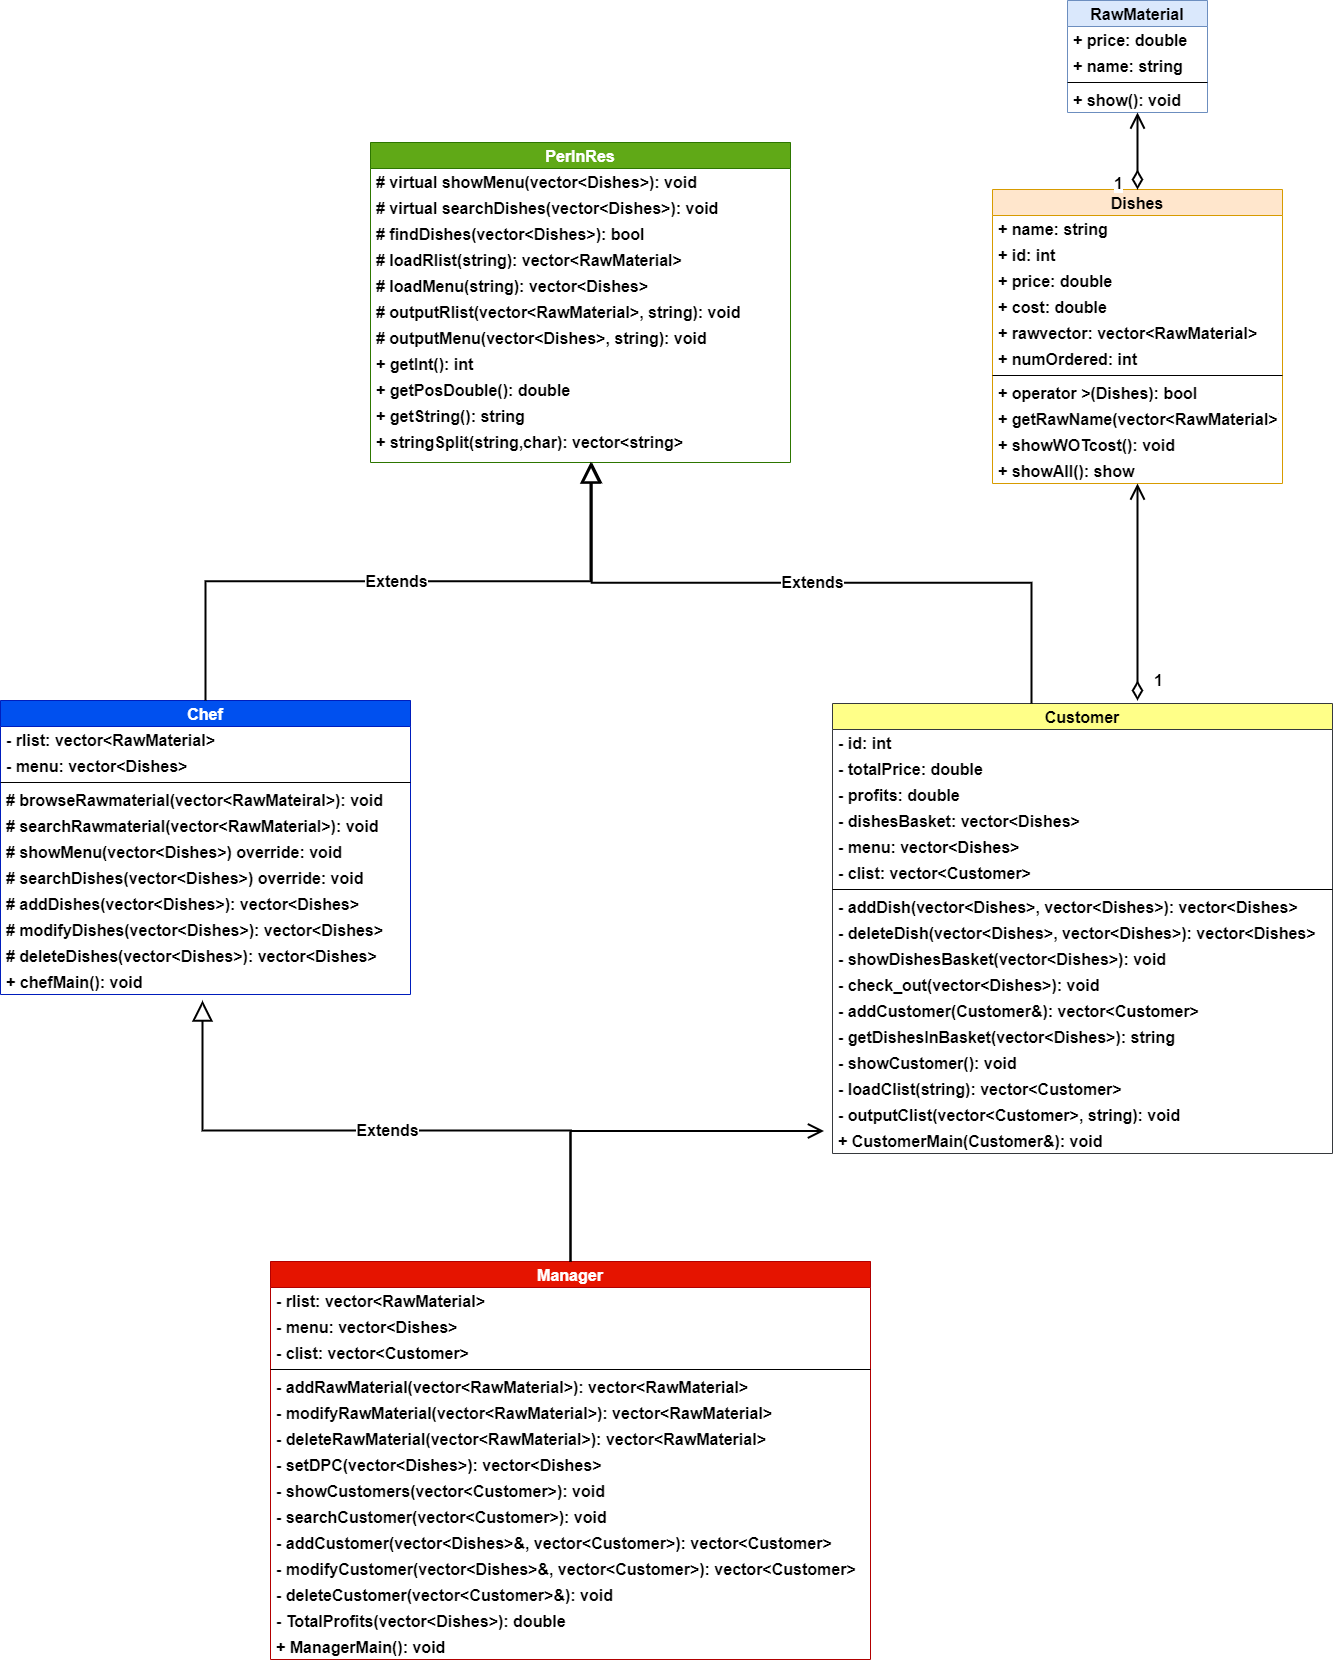 RawMaterial
+ price: double
+ name: string
+ show(): void
PerInRes
# virtual showMenu(vector<Dishes>): void
# virtual searchDishes(vector<Dishes>): void
# findDishes(vector<Dishes>): bool
# loadRlist(string): vector<RawMaterial>
# loadMenu(string): vector<Dishes>
# outputRlist(vector<RawMaterial>, string): void
# outputMenu(vector<Dishes>, string): void
+ getInt(): int
+ getPosDouble(): double
+ getString(): string
+ stringSplit(string,char): vector<string>
1
Dishes
+ name: string
+ id: int
+ price: double
+ cost: double
+ rawvector: vector<RawMaterial>
+ numOrdered: int
+ operator >(Dishes): bool
+ getRawName(vector<RawMaterial>
+ showWOTcost(): void
+ showAll(): show
Extends
Extends
1
Chef
- rlist: vector<RawMaterial>
- menu: vector<Dishes>
# browseRawmaterial(vector<RawMateiral>): void
# searchRawmaterial(vector<RawMaterial>): void
# showMenu(vector<Dishes>) override: void
# searchDishes(vector<Dishes>) override: void
# addDishes(vector<Dishes>): vector<Dishes>
# modifyDishes(vector<Dishes>): vector<Dishes>
# deleteDishes(vector<Dishes>): vector<Dishes>
+ chefMain(): void
Customer
- id: int
- totalPrice: double
- profits: double
- dishesBasket: vector<Dishes>
- menu: vector<Dishes>
- clist: vector<Customer>
- addDish(vector<Dishes>, vector<Dishes>): vector<Dishes>
- deleteDish(vector<Dishes>, vector<Dishes>): vector<Dishes>
- showDishesBasket(vector<Dishes>): void
- check_out(vector<Dishes>): void
- addCustomer(Customer&): vector<Customer>
- getDishesInBasket(vector<Dishes>): string
- showCustomer(): void
- loadClist(string): vector<Customer>
- outputClist(vector<Customer>, string): void
+ CustomerMain(Customer&): void
Extends
Manager
- rlist: vector<RawMaterial>
- menu: vector<Dishes>
- clist: vector<Customer>
- addRawMaterial(vector<RawMaterial>): vector<RawMaterial>
- modifyRawMaterial(vector<RawMaterial>): vector<RawMaterial>
- deleteRawMaterial(vector<RawMaterial>): vector<RawMaterial>
- setDPC(vector<Dishes>): vector<Dishes>
- showCustomers(vector<Customer>): void
- searchCustomer(vector<Customer>): void
- addCustomer(vector<Dishes>&, vector<Customer>): vector<Customer>
- modifyCustomer(vector<Dishes>&, vector<Customer>): vector<Customer>
- deleteCustomer(vector<Customer>&): void
- TotalProfits(vector<Dishes>): double
+ ManagerMain(): void